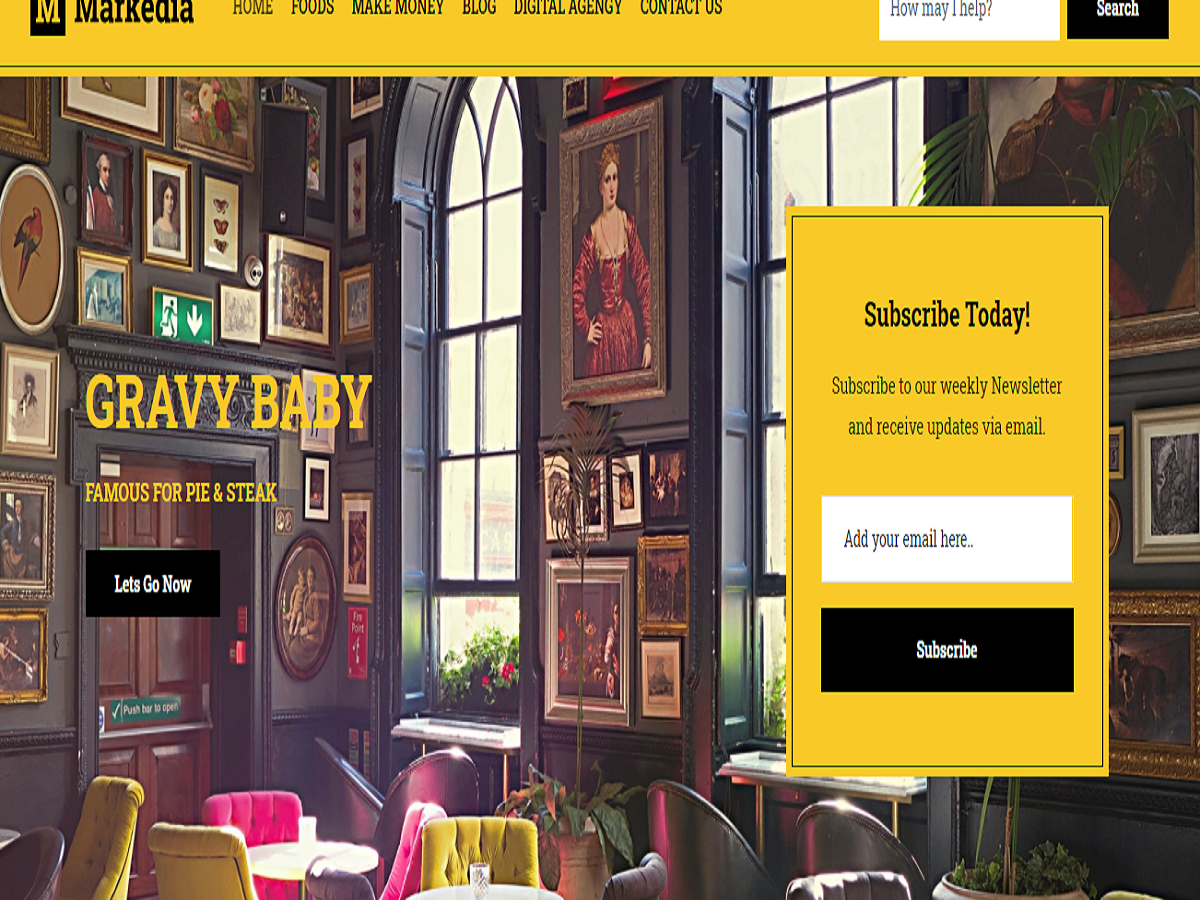 M Markedia
HOME FOODS MAKE MONEY BLOG DIGITAL AGENCY CONTACT US
How may I help?
Search
GRAVY BABY
FAMOUS FOR PIE & STEAK
Lets Go Now
Subscribe Today!
Subscribe to our weekly Newsletter
and receive updates via email.
Add your email here..
Subscribe
Fire
Point
Push bar to open